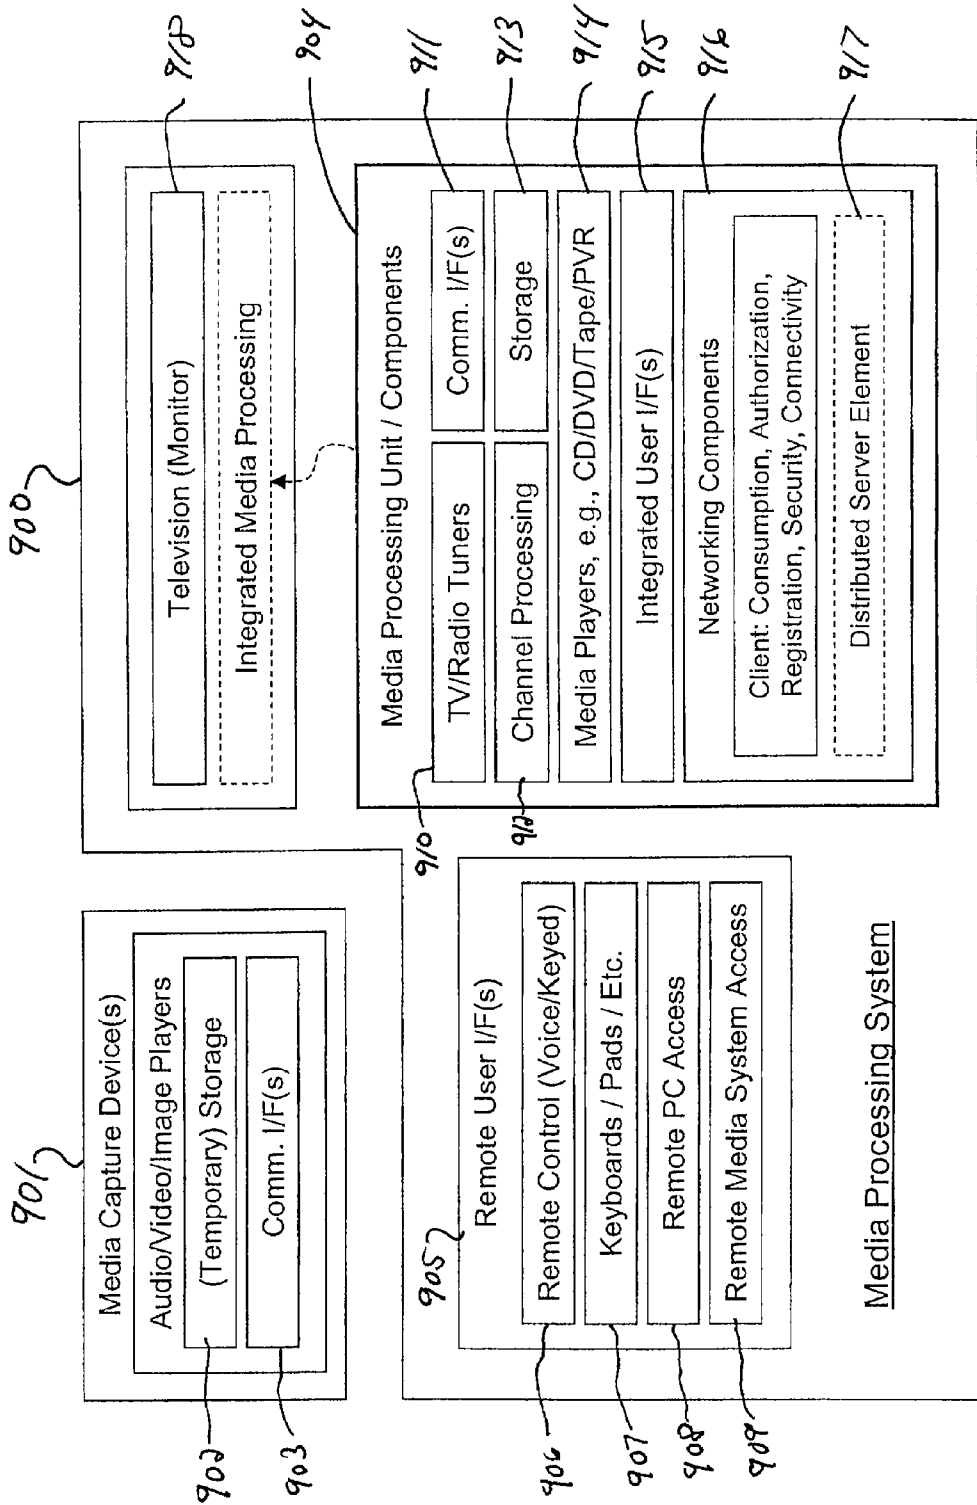 900
901
Media Capture Device(s)
Audio/Video/Image Players
(Temporary) Storage
902
Comm. I/F(s)
903
905
Remote User I/F(s)
Remote Control (Voice/Keyed)
906
Keyboards / Pads / Etc.
907
Remote PC Access
908
Remote Media System Access
909
Media Processing System
Television (Monitor)
918
Integrated Media Processing
904
Media Processing Unit / Components
910
TV/Radio Tuners
Comm. I/F(s)
911
Channel Processing
912
Storage
913
Media Players, e.g., CD/DVD/Tape/PVR
914
Integrated User I/F(s)
915
Networking Components
916
Client: Consumption, Authorization,
Registration, Security, Connectivity
Distributed Server Element
917